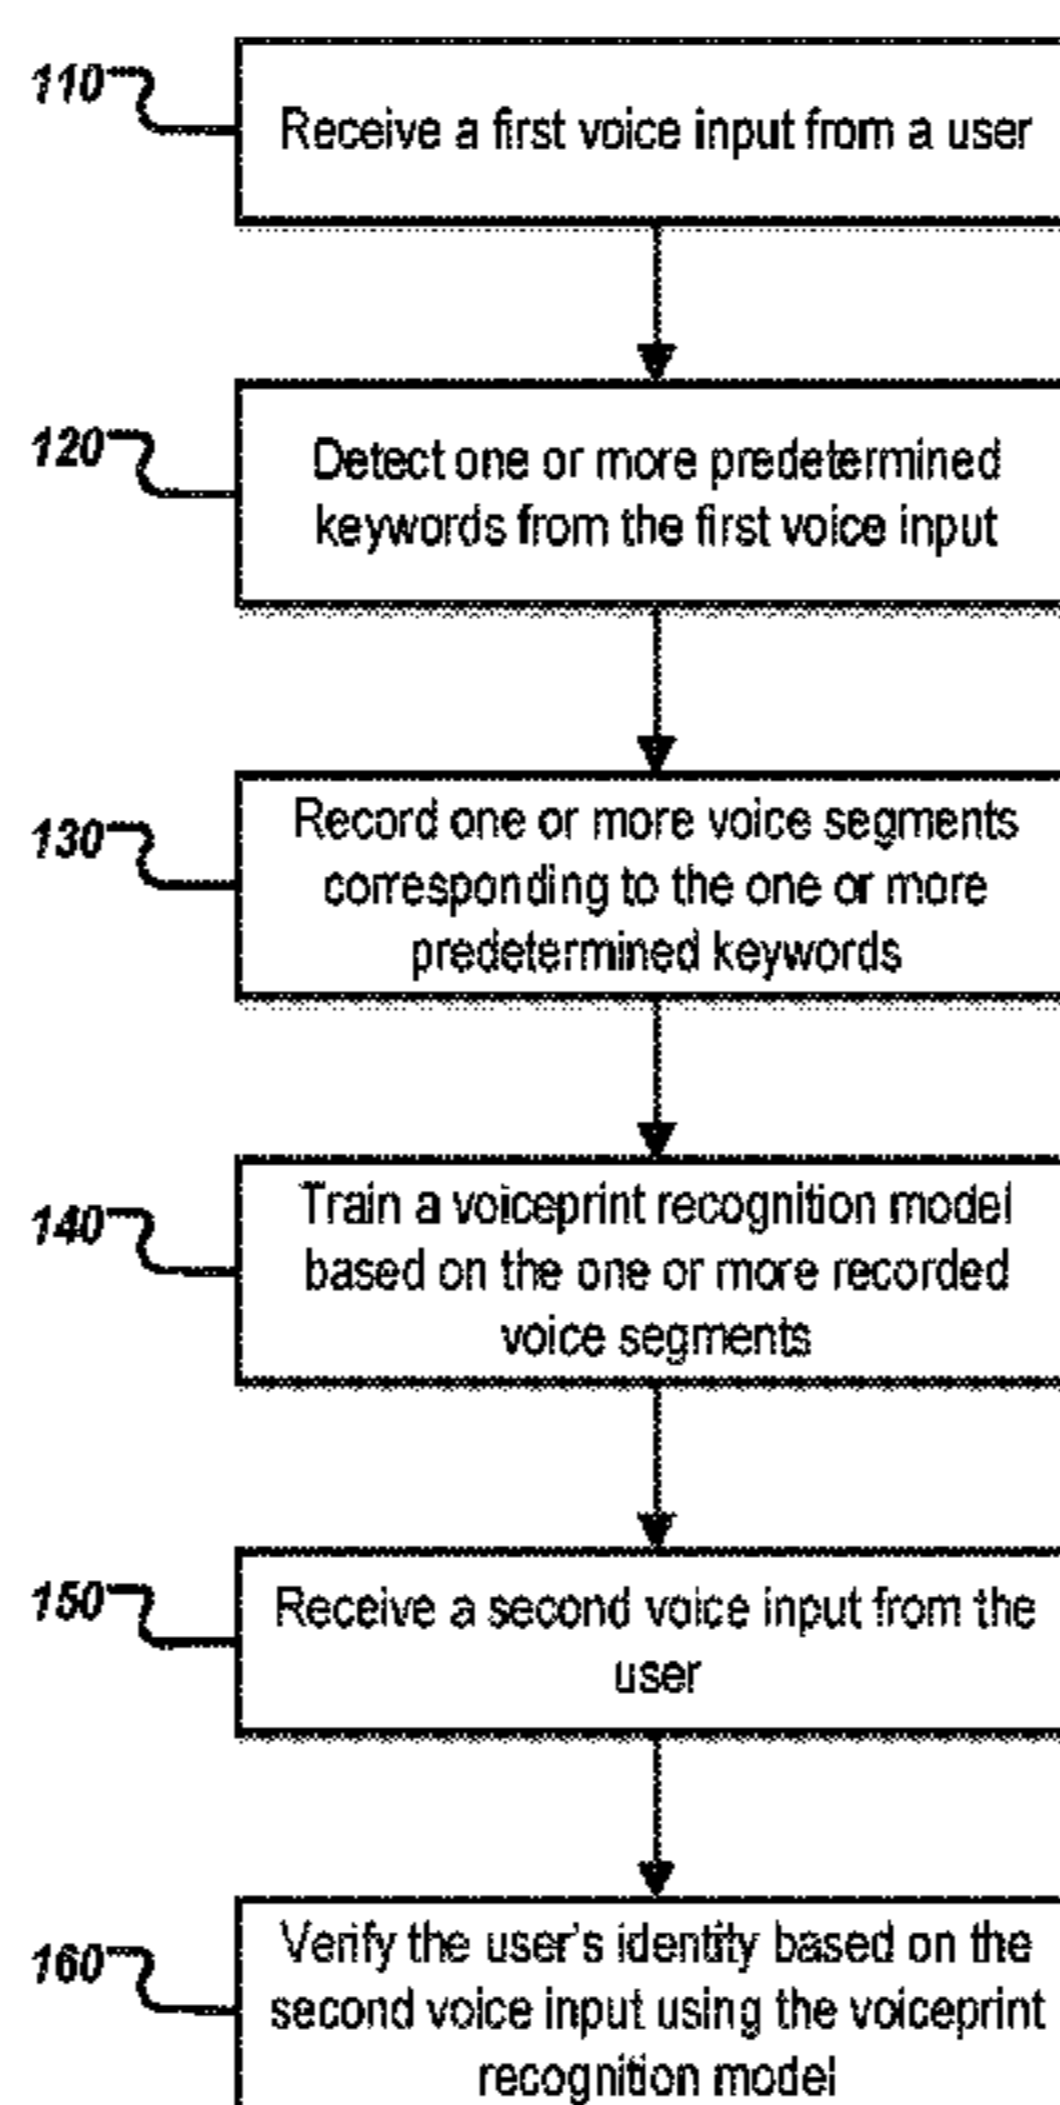 110
Receive a first voice input from a user
120
Detect one or more predetermined
keywords from the first voice input
130
Record one or more voice segments
corresponding to the one or more
predetermined keywords
140
Train a voiceprint recognition model
based on the one or more recorded
voice segments
150
Receive a second voice input from the
user
160
Verify the user's identity based on the
second voice input using the voiceprint
recognition model